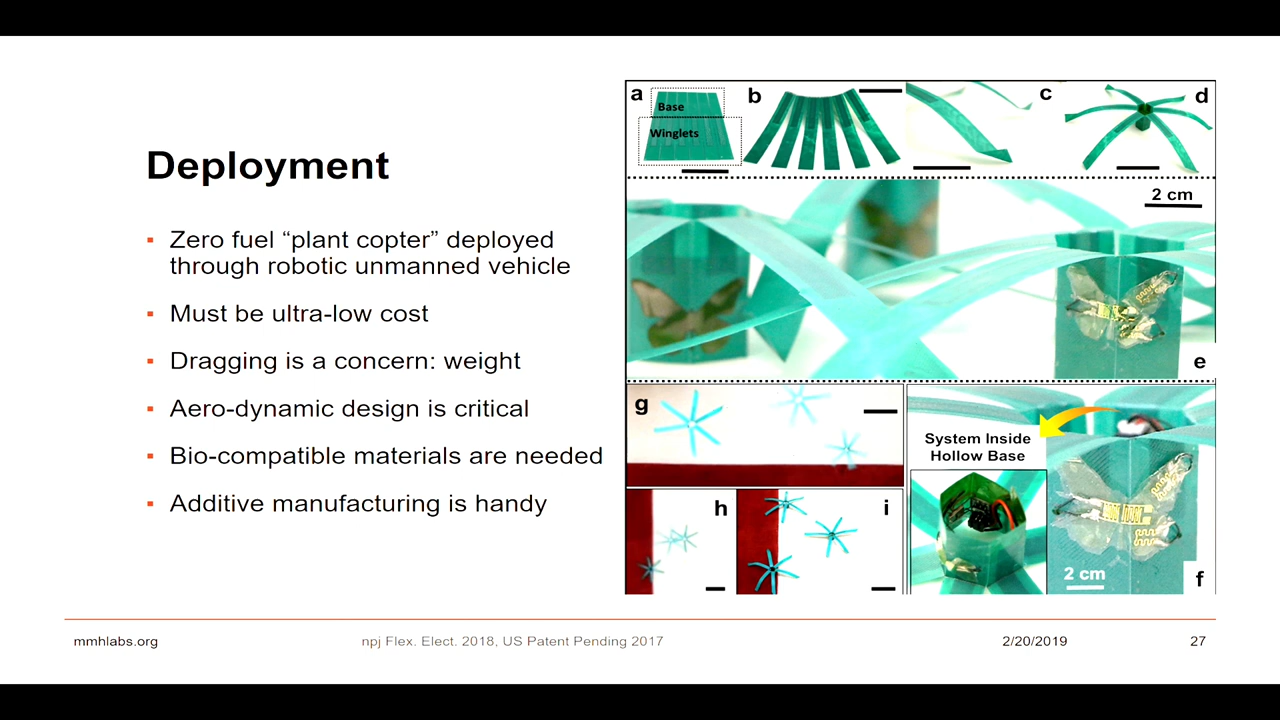 Deployment
▪ Zero fuel “plant copter” deployed
through robotic unmanned vehicle
▪ Must be ultra-low cost
▪ Dragging is a concern: weight
▪ Aero-dynamic design is critical
▪ Bio-compatible materials are needed
▪ Additive manufacturing is handy
a
Base
Winglets
b
c
d
2 cm
e
g
h
i
System Inside
Hollow Base
2 cm
f
mmhlabs.org
npj Flex. Elect. 2018, US Patent Pending 2017
2/20/2019
27